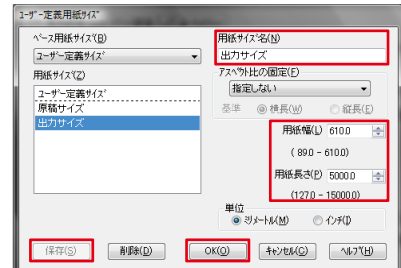 ユーザー定義用紙サイズ
ベース用紙サイズ(B)
ユーザー定義サイズ
用紙サイズ(Z)
ユーザー定義サイズ
原稿サイズ
出力サイズ
用紙サイズ名(N)
出力サイズ
アスペクト比の固定(F)
指定しない
基準 横長(W) 縦長(E)
用紙幅(L) 610.0
( 89.0 - 610.0)
用紙長さ(P) 5000.0
(127.0 - 15000.0)
単位
ミリメートル(M) インチ(I)
保存(S) 削除(D) OK(O) キャンセル(C) ヘルプ(H)